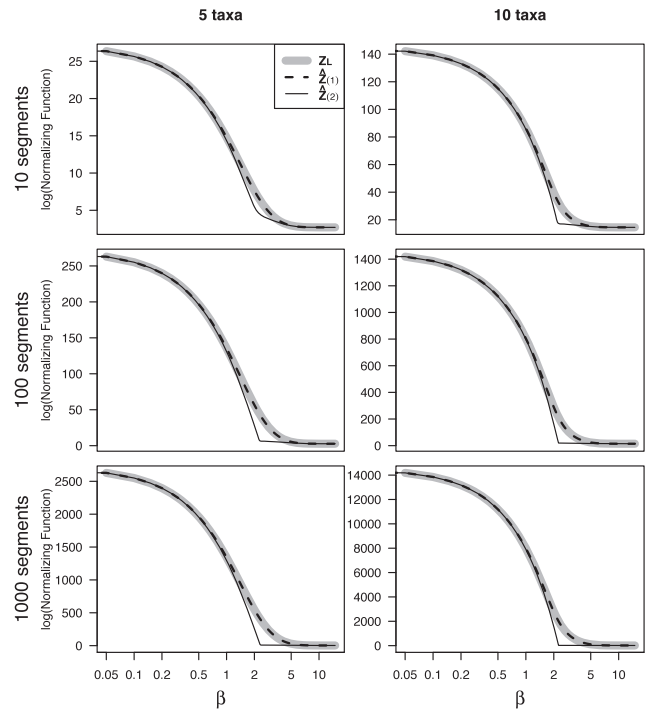 5 taxa
10 taxa
10 segments
log(Normalizing Function)
25
20
15
10
5
Z_L
Ẑ(1)
Ẑ(2)
140
120
100
80
60
40
20
100 segments
log(Normalizing Function)
250
200
150
100
50
0
1400
1200
1000
800
600
400
200
0
1000 segments
log(Normalizing Function)
2500
2000
1500
1000
500
0
14000
12000
10000
8000
6000
4000
2000
0
0.05 0.1 0.2 0.5 1 2 5 10
0.05 0.1 0.2 0.5 1 2 5 10
β
β